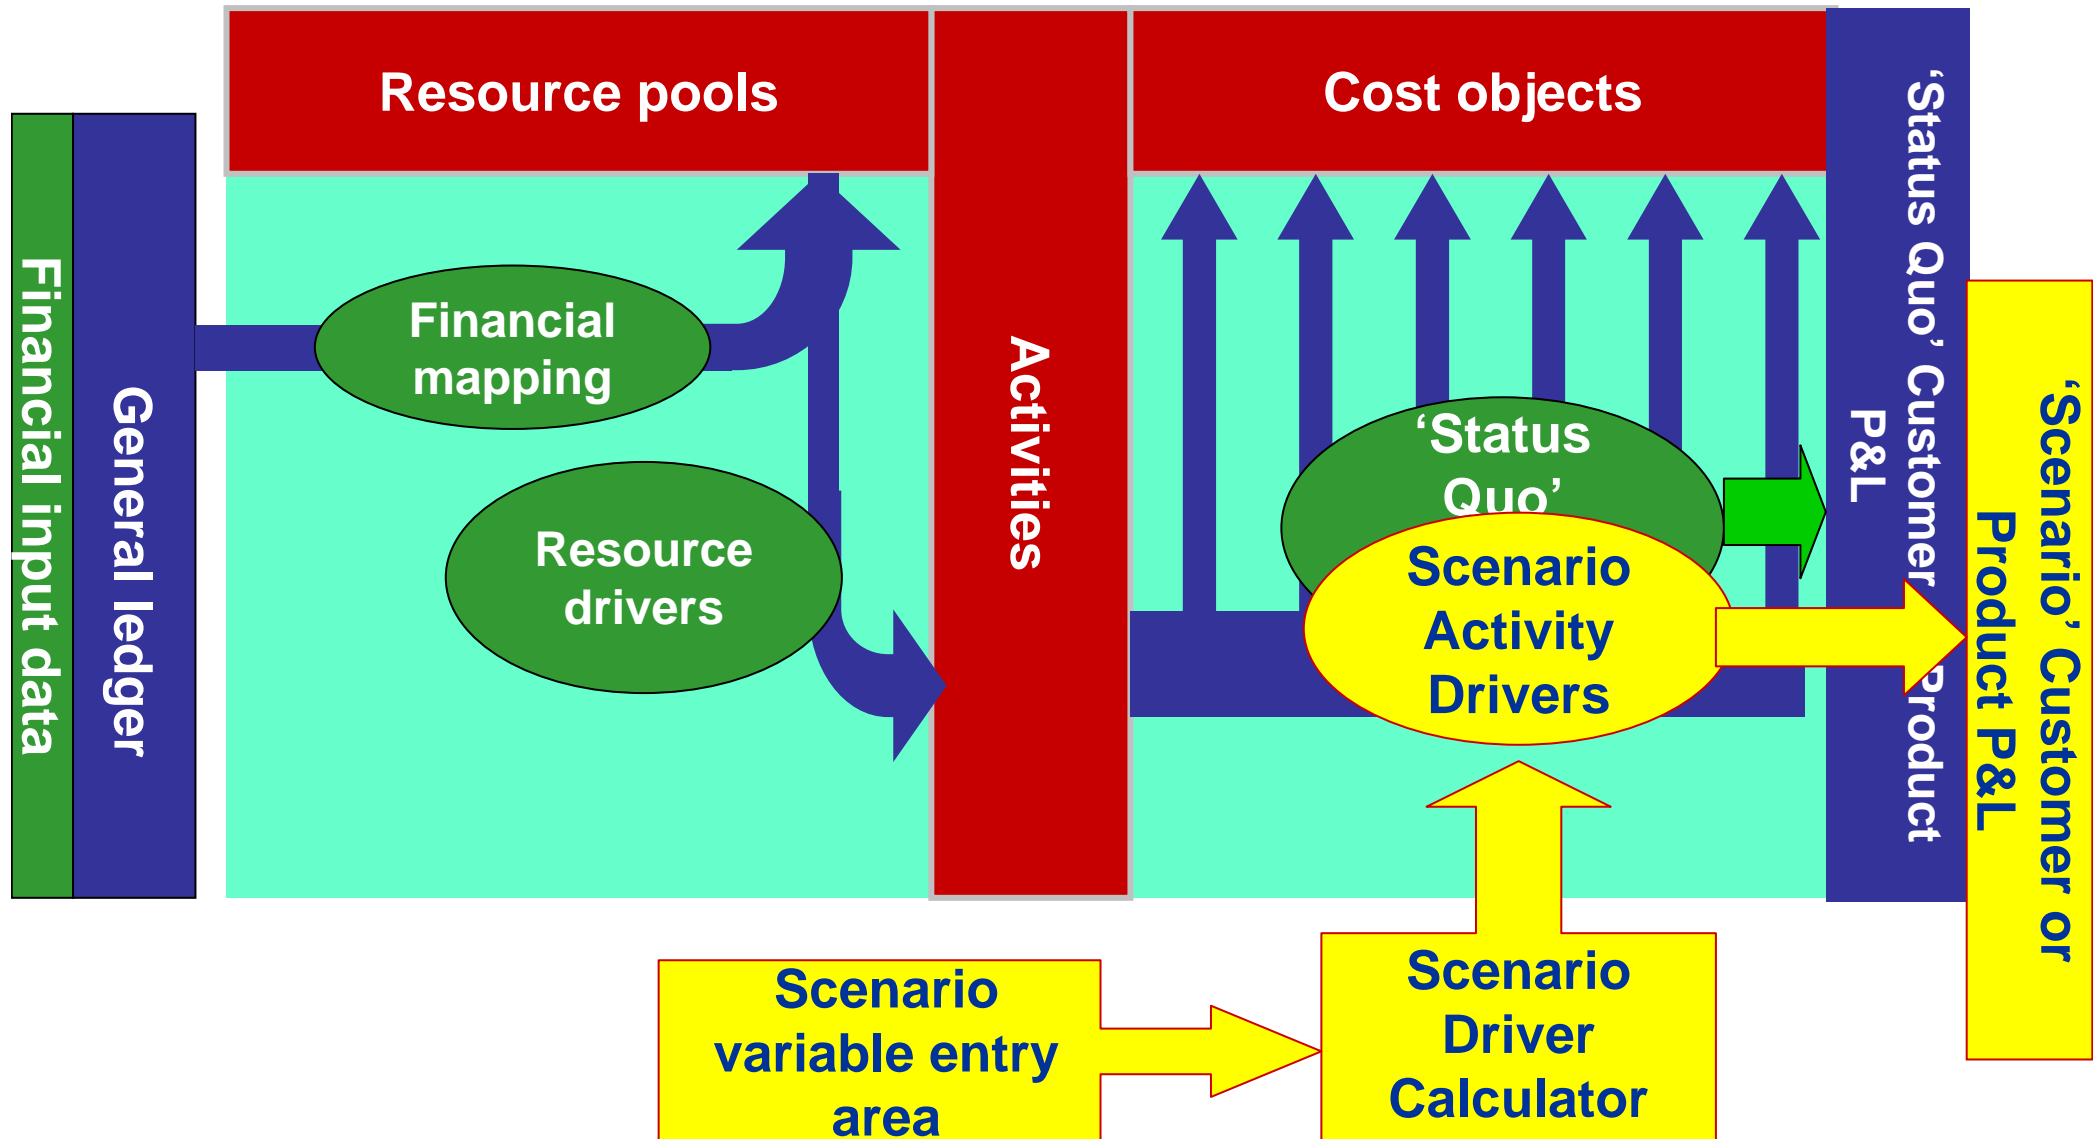 Resource pools
Cost objects
Financial input data
General ledger
Financial
mapping
Resource
drivers
Activities
‘Status
Quo’
Scenario
Activity
Drivers
‘Status Quo’ Customer Product
P&L
‘Scenario’ Customer or
Product P&L
Scenario
variable entry
area
Scenario
Driver
Calculator